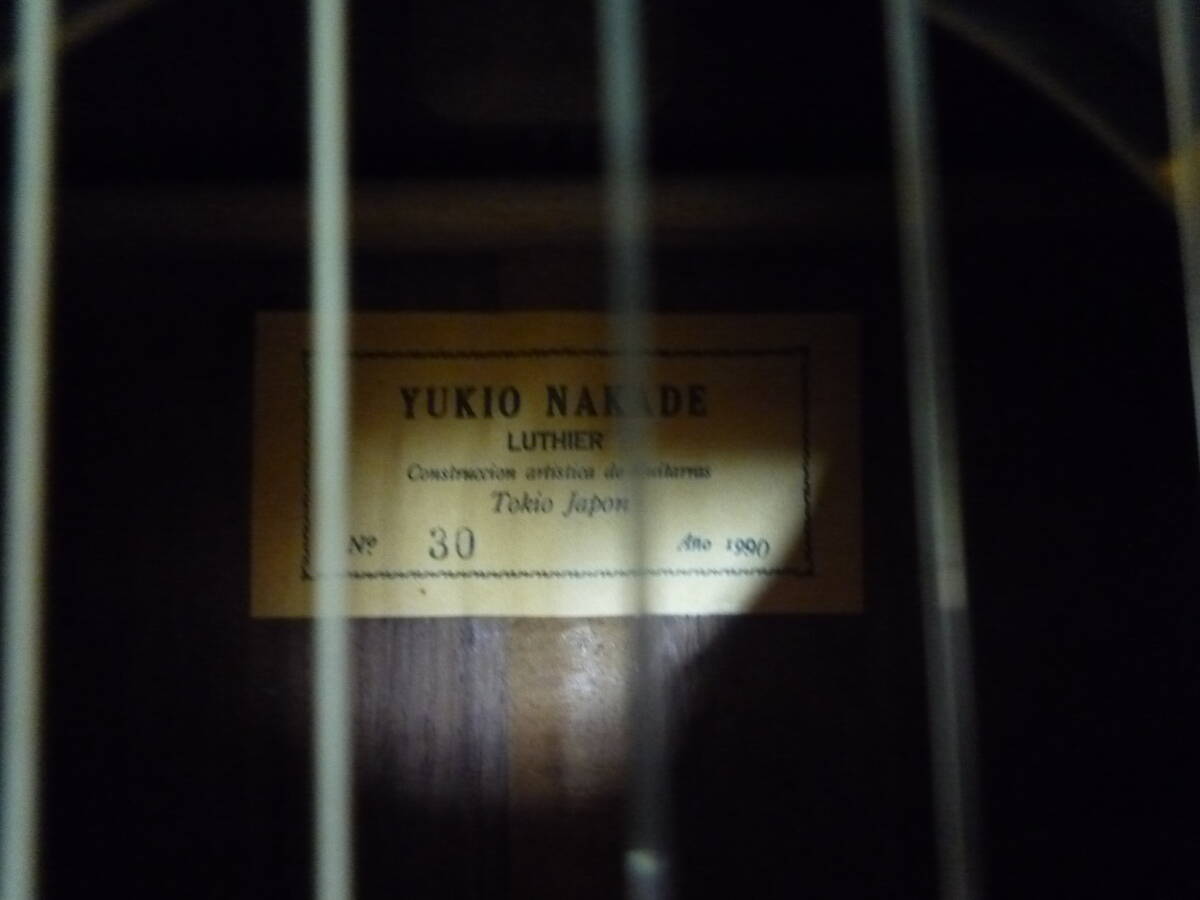 YUKIO NAKADE
LUTHIER
Construccion artistica de Guitarras
Tokio Japon
Nº 30 Año 1990